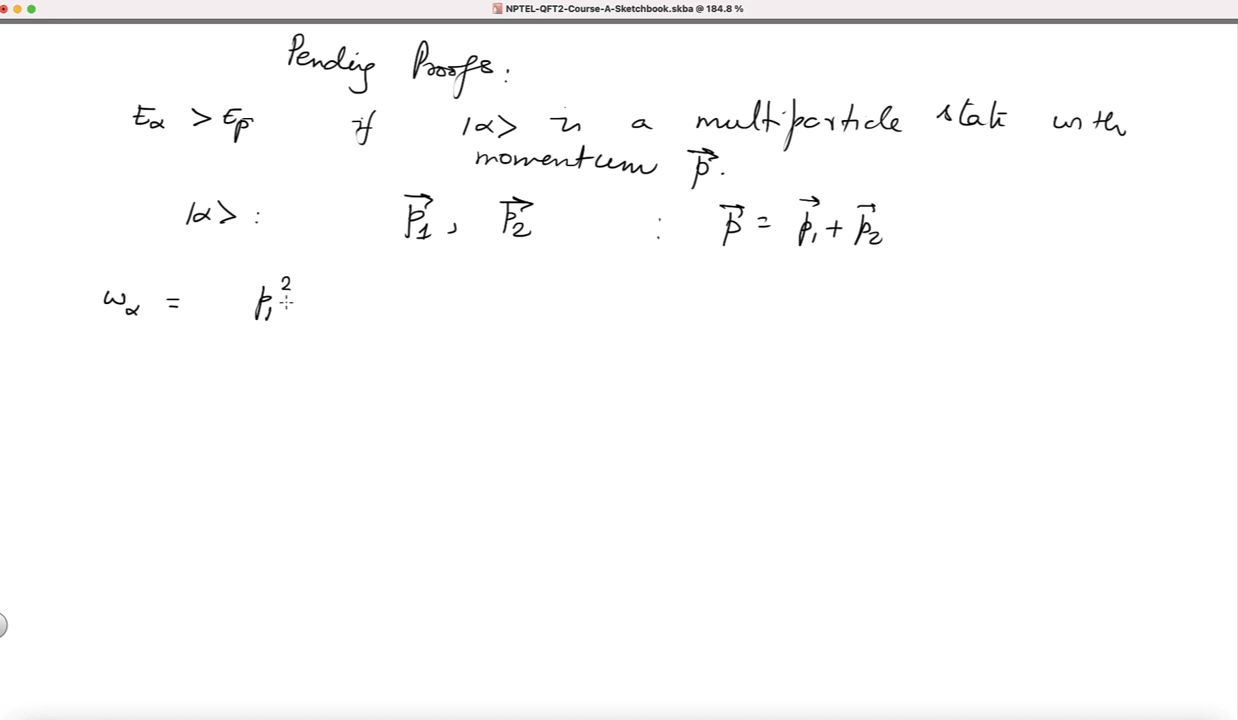 NPTEL-QFT2-Course-A-Sketchbook.skba @ 184.8 %
Pending Proofs:
Eα > Ep if |α> is a multiparticle state with
momentum p⃗.
|α> : p⃗1, p⃗2 : p⃗ = p⃗1 + p⃗2
ωα = p1²